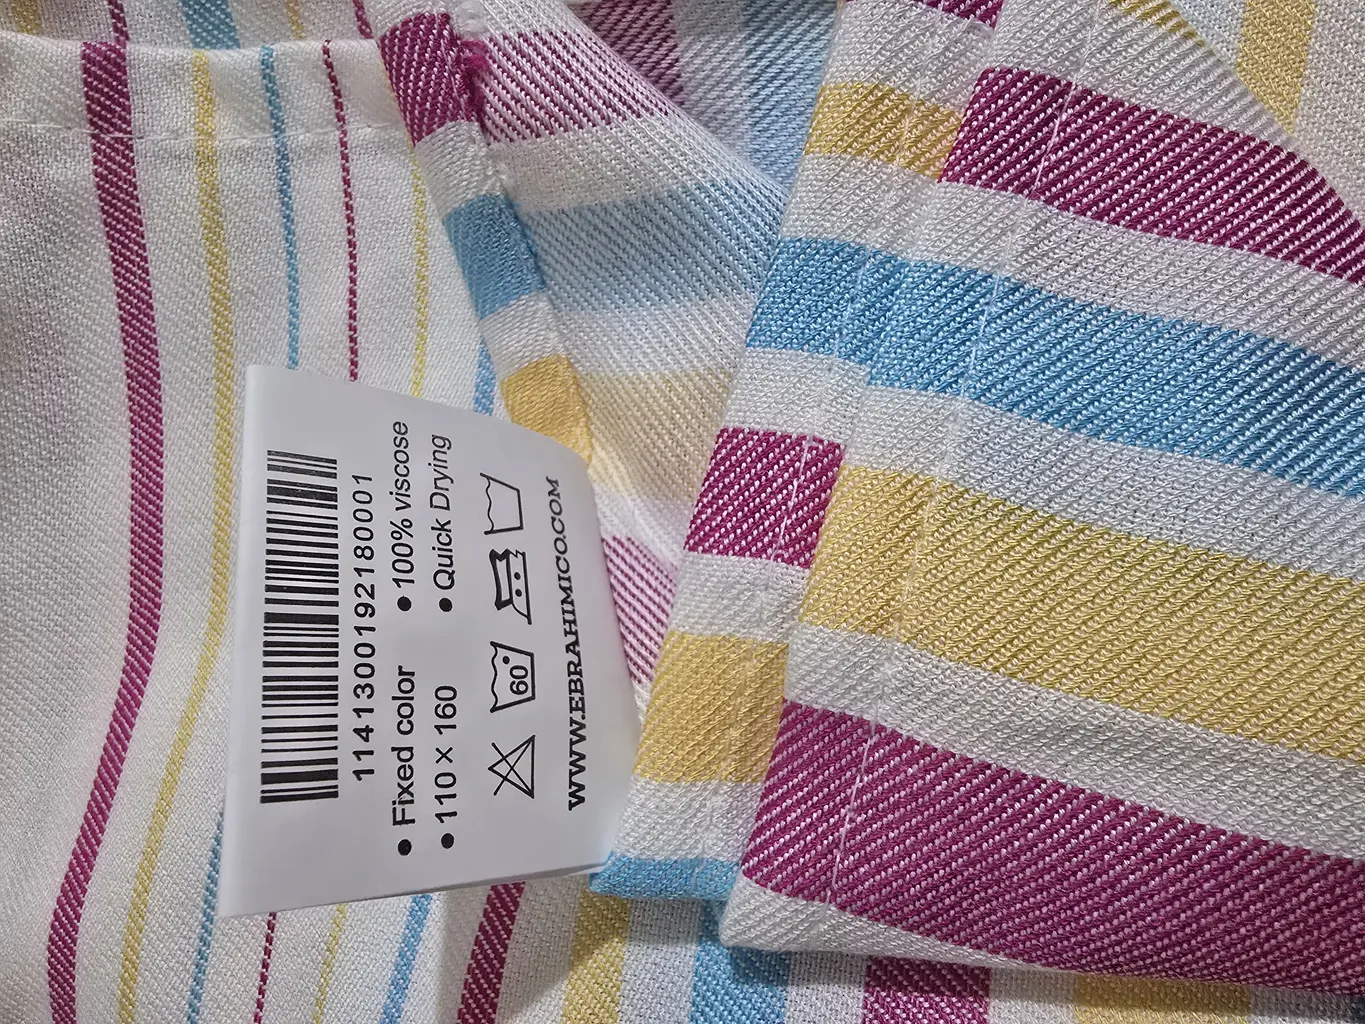 1141300192180001
• Fixed color • 100% viscose
• 110 × 160 • Quick Drying
60°
WWW.EBRAHIMICO.COM